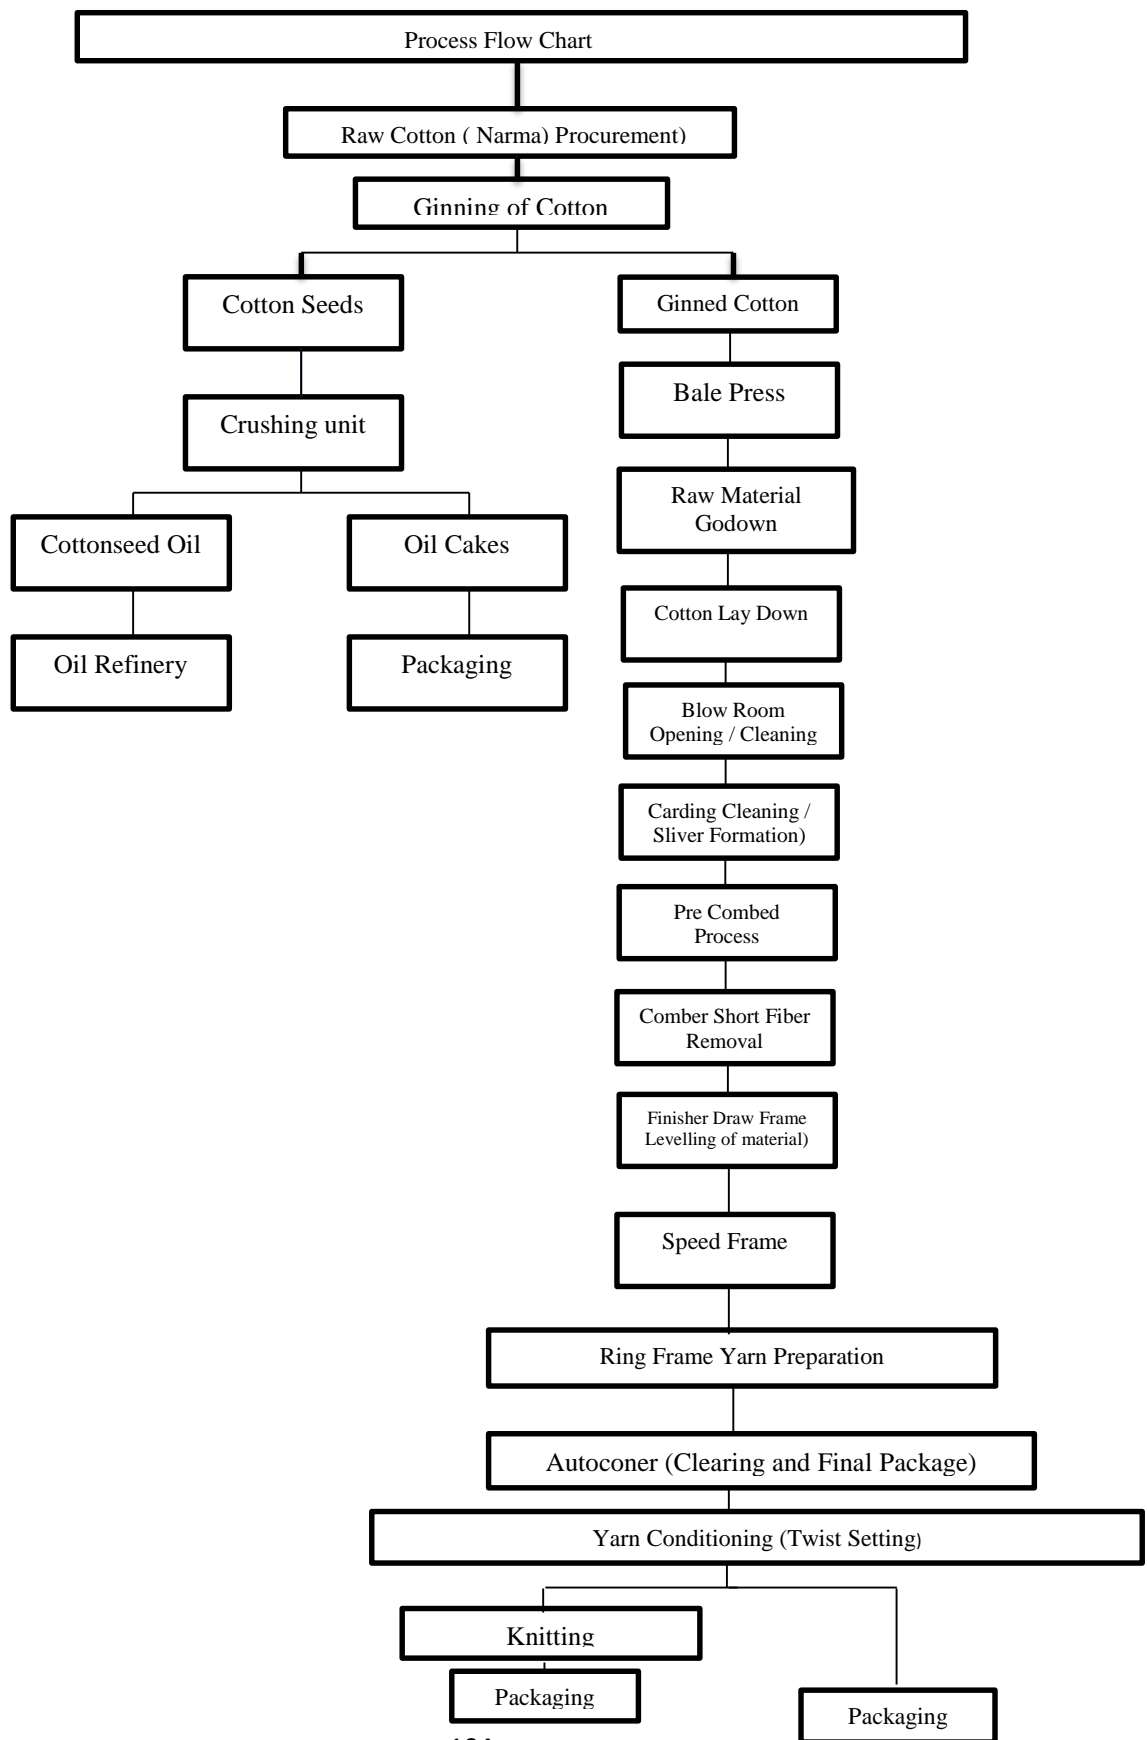 Process Flow Chart
Raw Cotton ( Narma) Procurement)
Ginning of Cotton
Cotton Seeds
Ginned Cotton
Crushing unit
Bale Press
Cottonseed Oil
Oil Cakes
Raw Material
Godown
Oil Refinery
Packaging
Cotton Lay Down
Blow Room
Opening / Cleaning
Carding Cleaning /
Sliver Formation)
Pre Combed
Process
Comber Short Fiber
Removal
Finisher Draw Frame
Levelling of material)
Speed Frame
Ring Frame Yarn Preparation
Autoconer (Clearing and Final Package)
Yarn Conditioning (Twist Setting)
Knitting
Packaging
Packaging